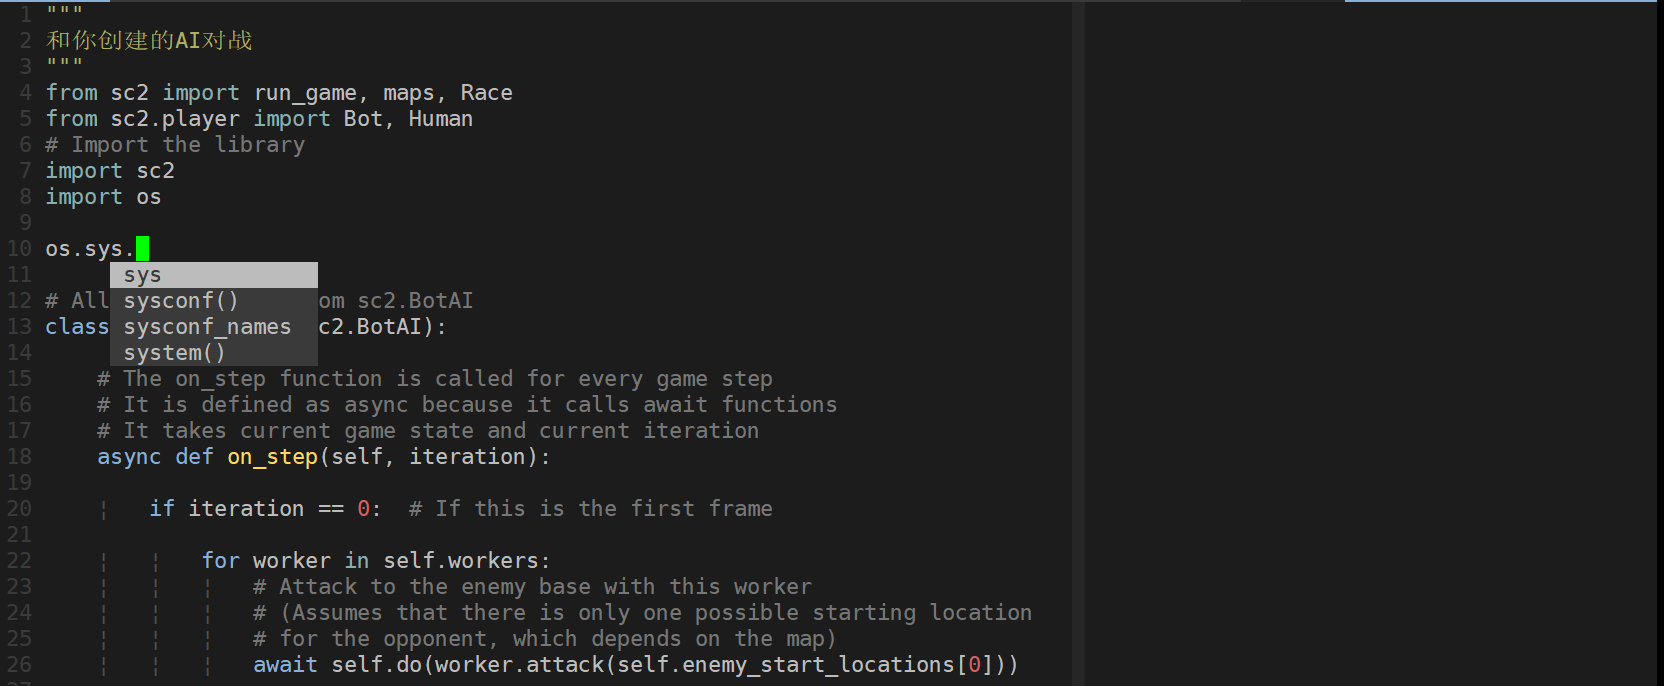 1 """
2 和你创建的AI对战
3 """
4 from sc2 import run_game, maps, Race
5 from sc2.player import Bot, Human
6 # Import the library
7 import sc2
8 import os
9
10 os.sys.
11 sys
12 # All sysconf() om sc2.BotAI
13 class sysconf_names c2.BotAI):
14 system()
15 # The on_step function is called for every game step
16 # It is defined as async because it calls await functions
17 # It takes current game state and current iteration
18 async def on_step(self, iteration):
19
20 if iteration == 0: # If this is the first frame
21
22 for worker in self.workers:
23 # Attack to the enemy base with this worker
24 # (Assumes that there is only one possible starting location
25 # for the opponent, which depends on the map)
26 await self.do(worker.attack(self.enemy_start_locations[0]))